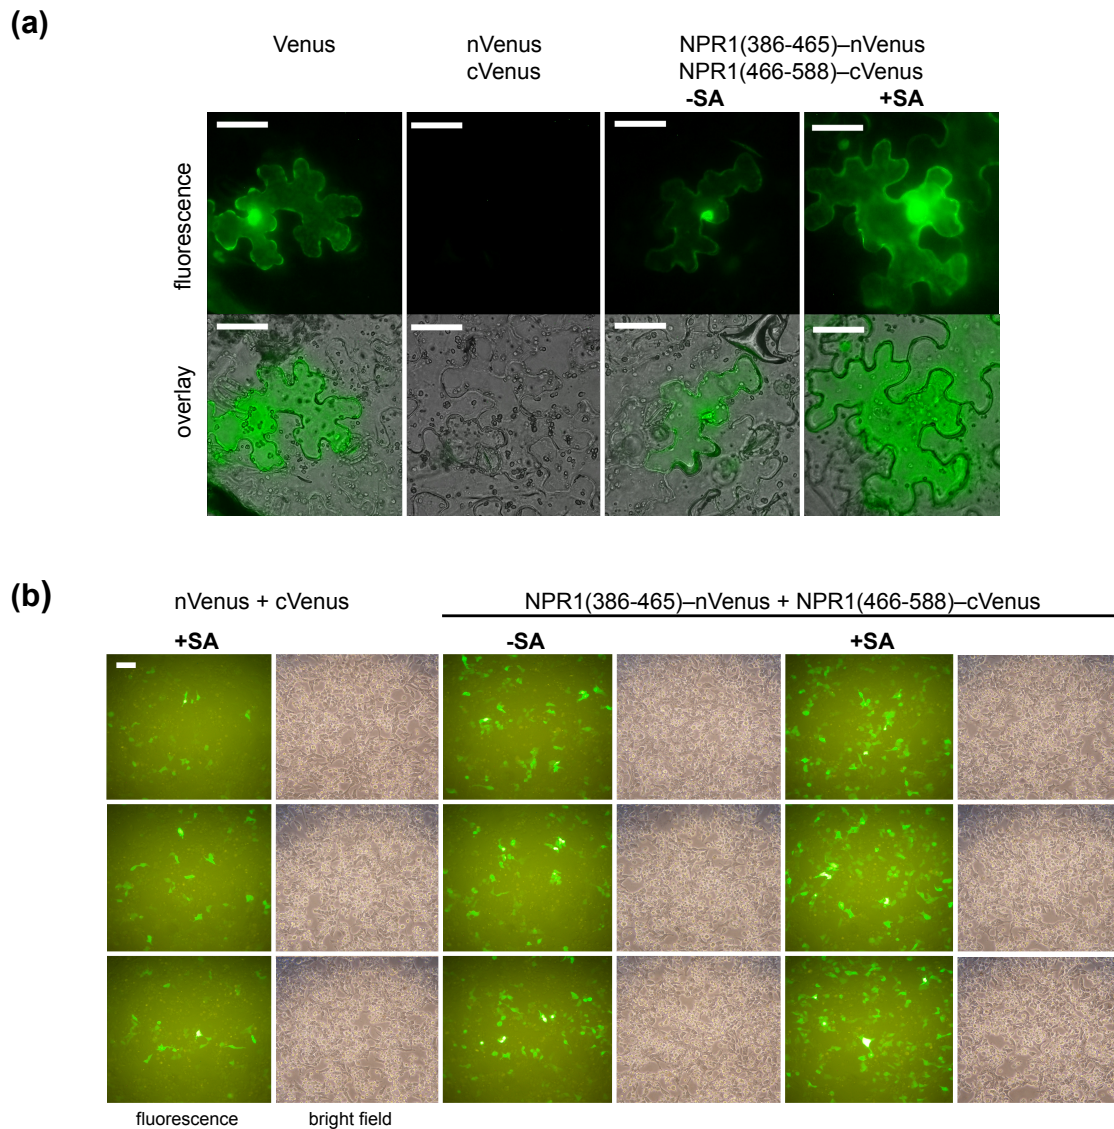 (a)
Venus
nVenus
cVenus
NPR1(386-465)–nVenus
NPR1(466-588)–cVenus
-SA
+SA
fluorescence
overlay
(b)
nVenus + cVenus
NPR1(386-465)–nVenus + NPR1(466-588)–cVenus
+SA
-SA
+SA
fluorescence
bright field